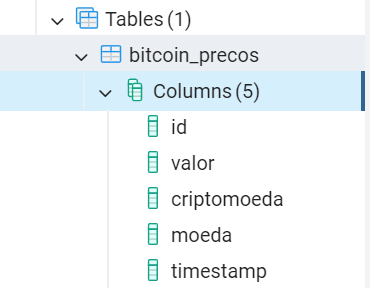 Tables (1)
bitcoin_precos
Columns (5)
id
valor
criptomoeda
moeda
timestamp